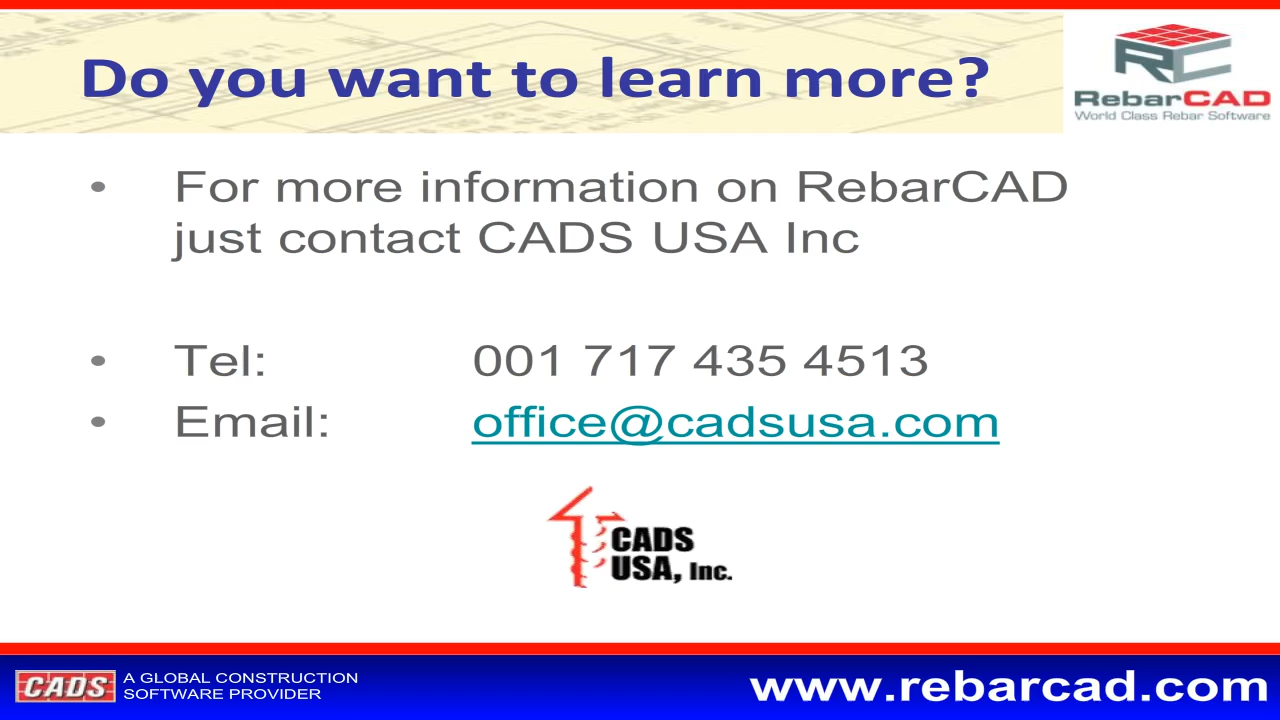 Do you want to learn more?
RC
RebarCAD
World Class Rebar Software
• For more information on RebarCAD
just contact CADS USA Inc
• Tel: 001 717 435 4513
• Email: office@cadsusa.com
CADS
USA, Inc.
CADS
A GLOBAL CONSTRUCTION
SOFTWARE PROVIDER
www.rebarcad.com